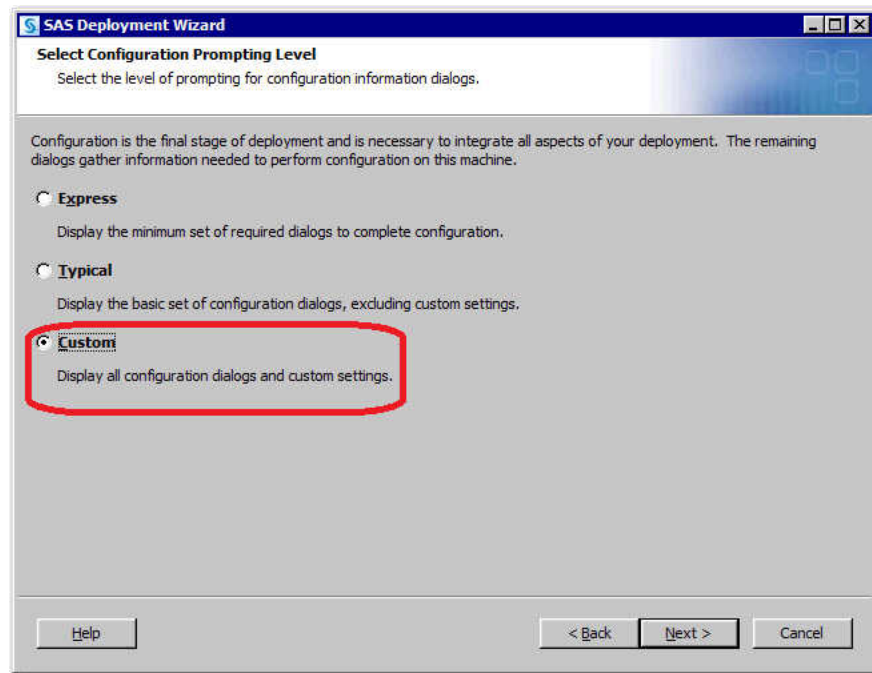 SAS Deployment Wizard
Select Configuration Prompting Level
Select the level of prompting for configuration information dialogs.
Configuration is the final stage of deployment and is necessary to integrate all aspects of your deployment. The remaining
dialogs gather information needed to perform configuration on this machine.
Express
Display the minimum set of required dialogs to complete configuration.
Typical
Display the basic set of configuration dialogs, excluding custom settings.
Custom
Display all configuration dialogs and custom settings.
Help
< Back
Next >
Cancel